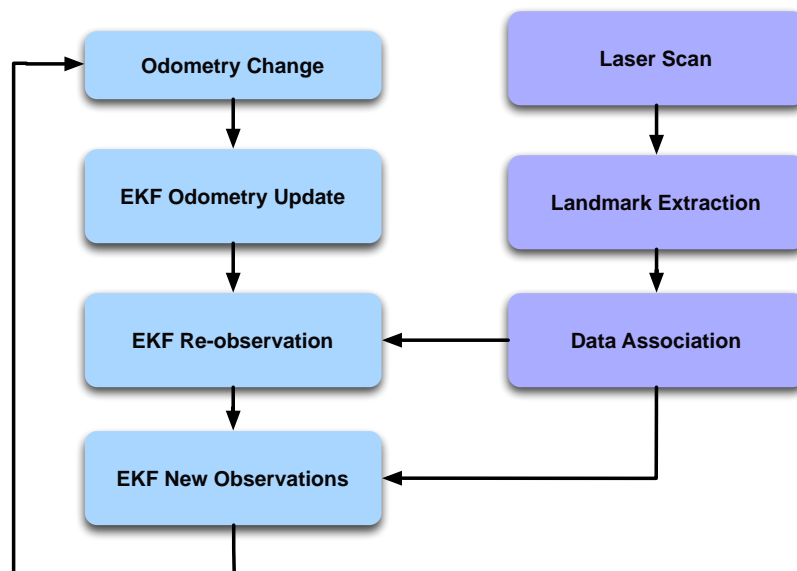 Odometry Change
Laser Scan
EKF Odometry Update
Landmark Extraction
EKF Re-observation
Data Association
EKF New Observations